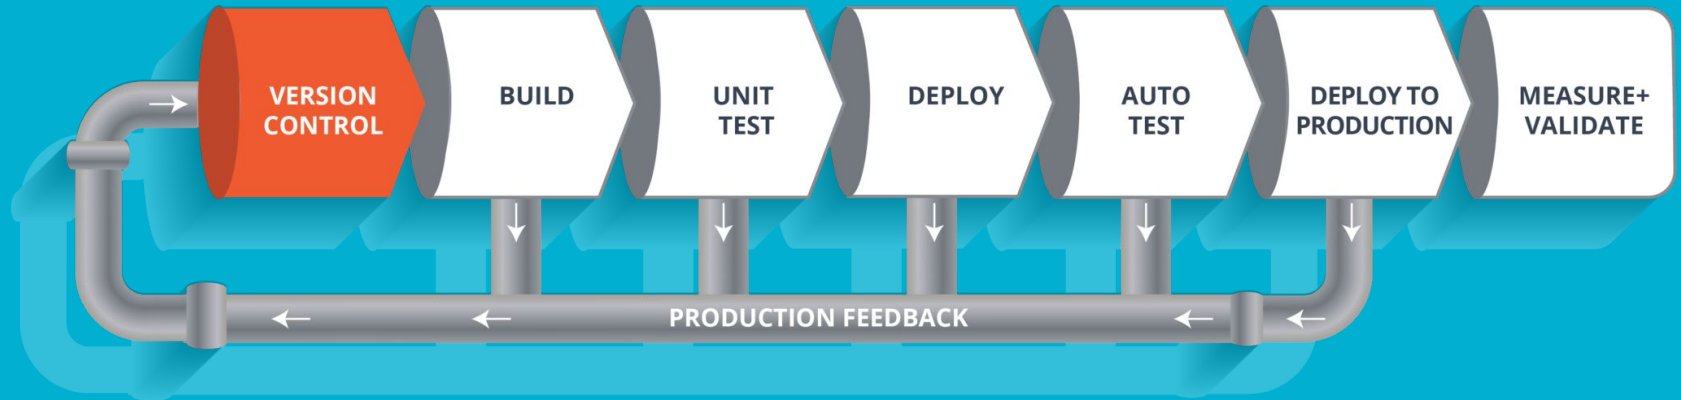 VERSION
CONTROL
BUILD
UNIT
TEST
DEPLOY
AUTO
TEST
DEPLOY TO
PRODUCTION
MEASURE+
VALIDATE
PRODUCTION FEEDBACK